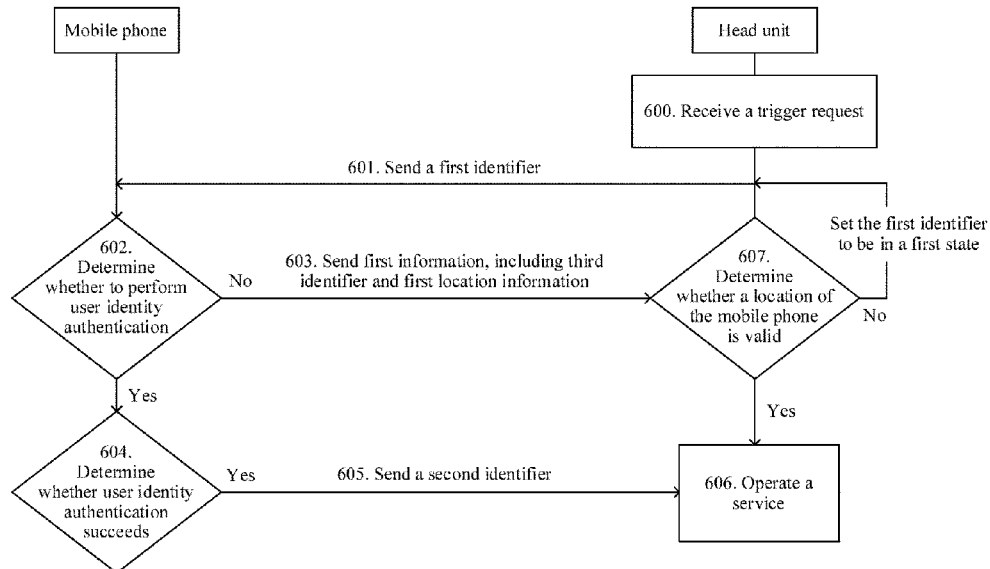 Mobile phone
Head unit
600. Receive a trigger request
601. Send a first identifier
Set the first identifier
to be in a first state
602.
Determine
whether to perform
user identity
authentication
No
603. Send first information, including third
identifier and first location information
607.
Determine
whether a location of
the mobile phone
is valid
No
Yes
Yes
604.
Determine
whether user identity
authentication
succeeds
Yes
605. Send a second identifier
606. Operate a
service